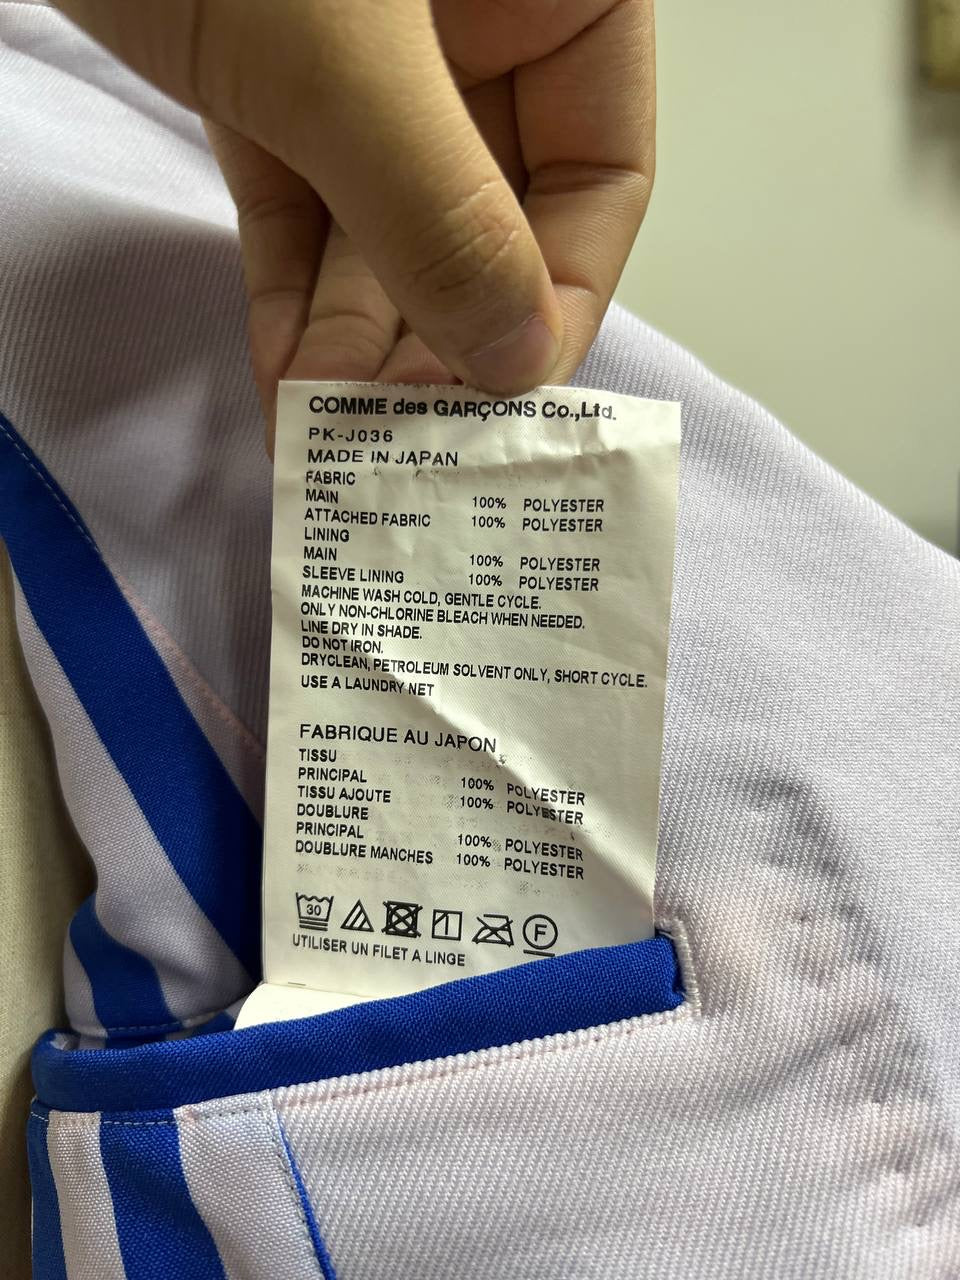 COMME des GARÇONS Co.,Ltd.
PK-J036
MADE IN JAPAN
FABRIC
MAIN 100% POLYESTER
ATTACHED FABRIC 100% POLYESTER
LINING
MAIN 100% POLYESTER
SLEEVE LINING 100% POLYESTER
MACHINE WASH COLD, GENTLE CYCLE.
ONLY NON-CHLORINE BLEACH WHEN NEEDED.
LINE DRY IN SHADE.
DO NOT IRON.
DRYCLEAN, PETROLEUM SOLVENT ONLY, SHORT CYCLE.
USE A LAUNDRY NET
FABRIQUE AU JAPON
TISSU
PRINCIPAL 100% POLYESTER
TISSU AJOUTE 100% POLYESTER
DOUBLURE
PRINCIPAL 100% POLYESTER
DOUBLURE MANCHES 100% POLYESTER
30 F
UTILISER UN FILET A LINGE